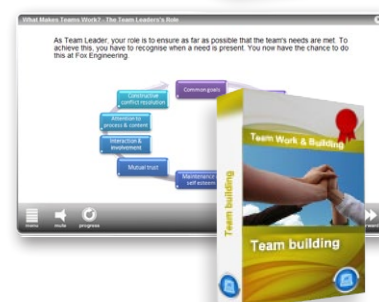 What Makes Teams Work? - The Team Leaders's Role
As Team Leader, your role is to ensure as far as possible that the team's needs are met. To
achieve this, you have to recognise when a need is present. You now have the chance to do
this at Fox Engineering.
Common goals
Constructive
conflict resolution
Attention to
process & content
Interaction &
involvement
Mutual trust
Maintenance
self esteem
menu
mute
progress
Team Work & Building
Team building
Team building